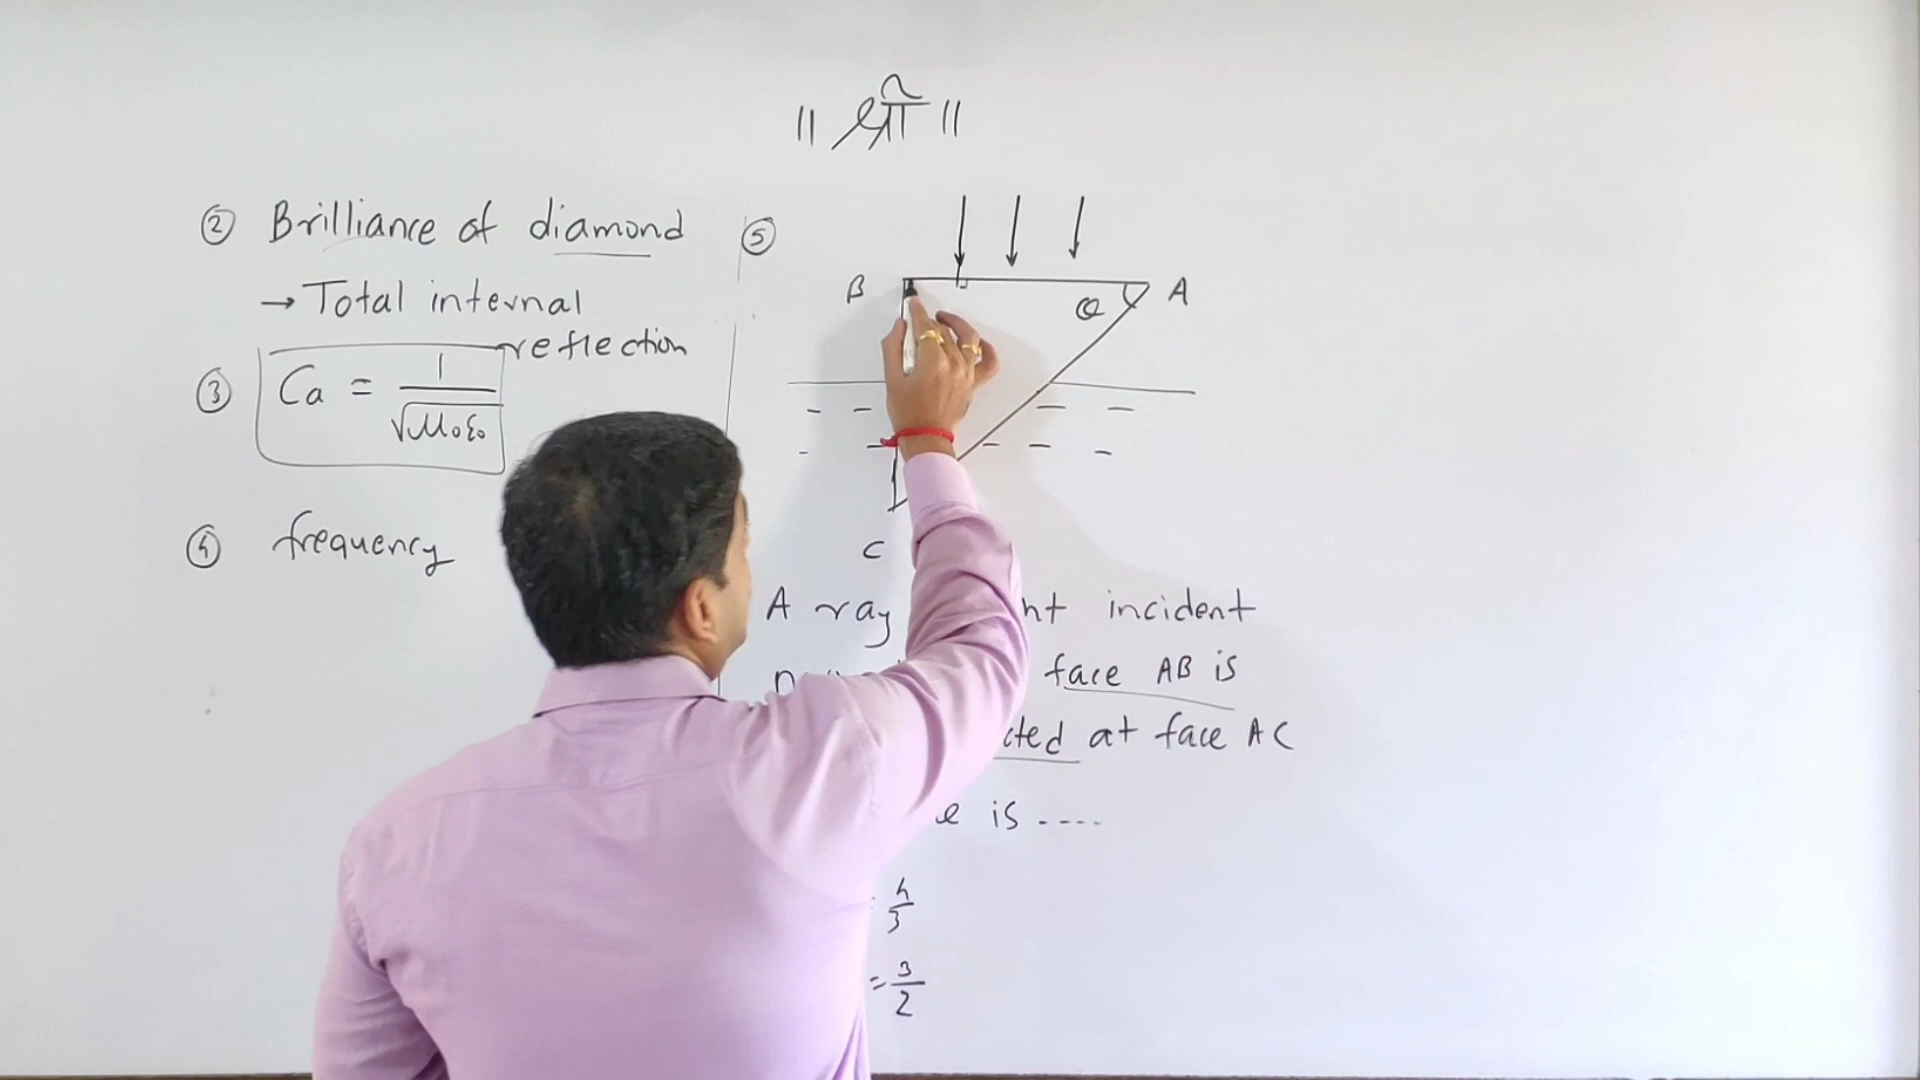 ॥ श्री ॥
② Brilliance of diamond
→ Total internal
reflection
③ Ca = 1/√μ₀ε₀
④ frequency
⑤
B
θ
A
C
A ray incident
face AB is
at face AC
is ....
4/3
= 3/2